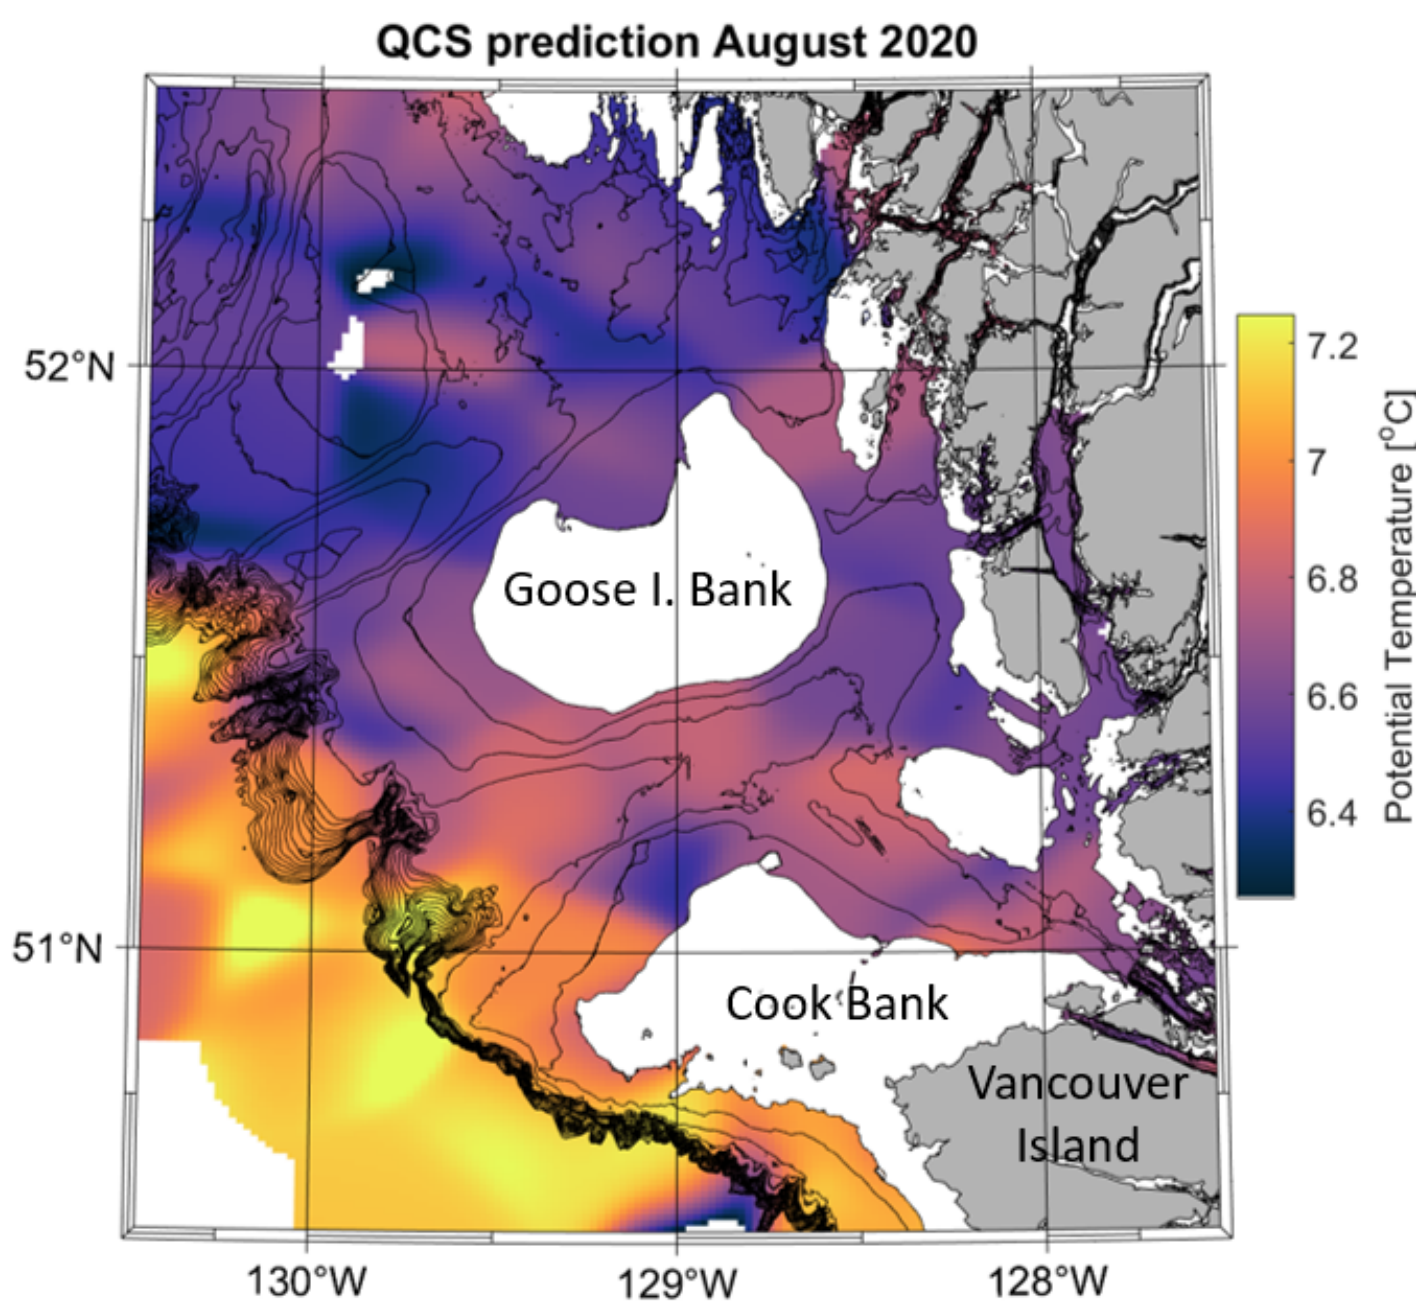 QCS prediction August 2020
52°N
51°N
130°W
129°W
128°W
Goose I. Bank
Cook Bank
Vancouver
Island
7.2
7
6.8
6.6
6.4
Potential Temperature [°C]